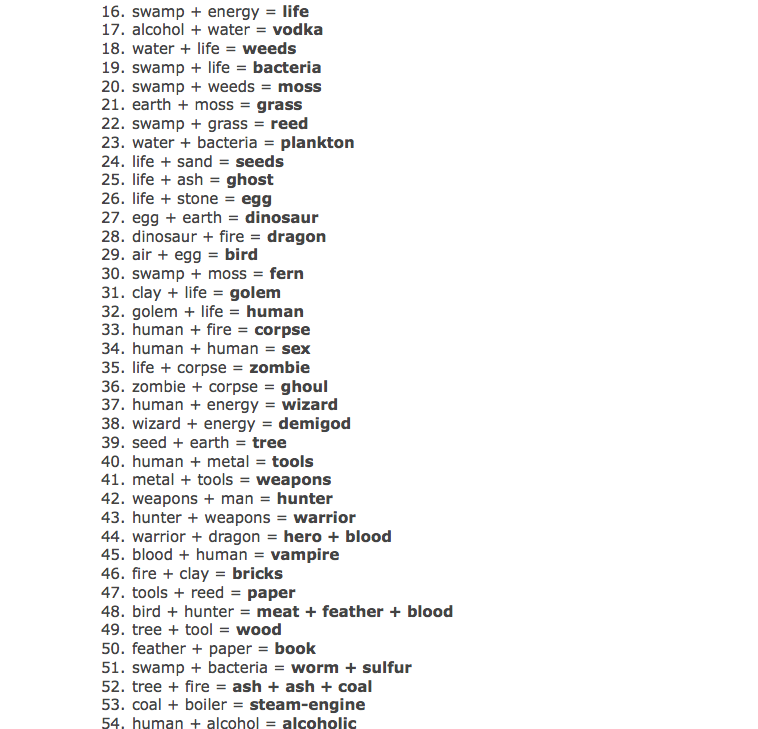 16. swamp + energy = life
17. alcohol + water = vodka
18. water + life = weeds
19. swamp + life = bacteria
20. swamp + weeds = moss
21. earth + moss = grass
22. swamp + grass = reed
23. water + bacteria = plankton
24. life + sand = seeds
25. life + ash = ghost
26. life + stone = egg
27. egg + earth = dinosaur
28. dinosaur + fire = dragon
29. air + egg = bird
30. swamp + moss = fern
31. clay + life = golem
32. golem + life = human
33. human + fire = corpse
34. human + human = sex
35. life + corpse = zombie
36. zombie + corpse = ghoul
37. human + energy = wizard
38. wizard + energy = demigod
39. seed + earth = tree
40. human + metal = tools
41. metal + tools = weapons
42. weapons + man = hunter
43. hunter + weapons = warrior
44. warrior + dragon = hero + blood
45. blood + human = vampire
46. fire + clay = bricks
47. tools + reed = paper
48. bird + hunter = meat + feather + blood
49. tree + tool = wood
50. feather + paper = book
51. swamp + bacteria = worm + sulfur
52. tree + fire = ash + ash + coal
53. coal + boiler = steam-engine
54. human + alcohol = alcoholic